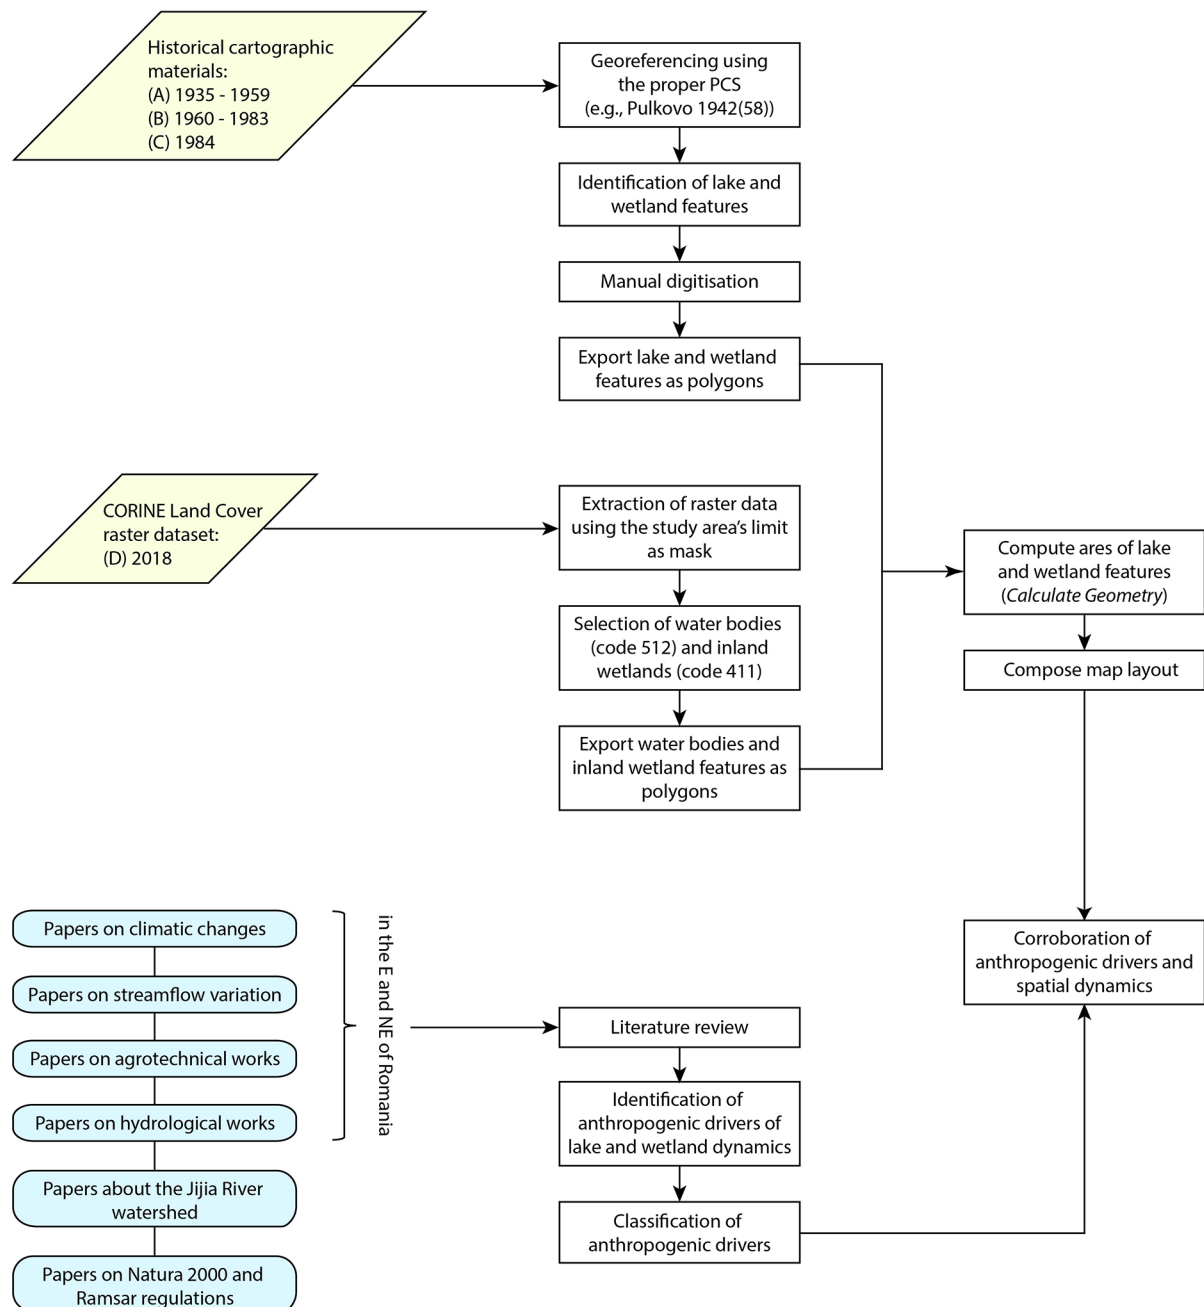 Historical cartographic
materials:
(A) 1935 - 1959
(B) 1960 - 1983
(C) 1984
Georeferencing using
the proper PCS
(e.g., Pulkovo 1942(58))
Identification of lake and
wetland features
Manual digitisation
Export lake and wetland
features as polygons
CORINE Land Cover
raster dataset:
(D) 2018
Extraction of raster data
using the study area's limit
as mask
Selection of water bodies
(code 512) and inland
wetlands (code 411)
Export water bodies and
inland wetland features as
polygons
Compute ares of lake
and wetland features
(Calculate Geometry)
Compose map layout
Corroboration of
anthropogenic drivers and
spatial dynamics
Papers on climatic changes
Papers on streamflow variation
Papers on agrotechnical works
Papers on hydrological works
Papers about the Jijia River
watershed
Papers on Natura 2000 and
Ramsar regulations
in the E and NE of Romania
Literature review
Identification of
anthropogenic drivers of
lake and wetland dynamics
Classification of
anthropogenic drivers